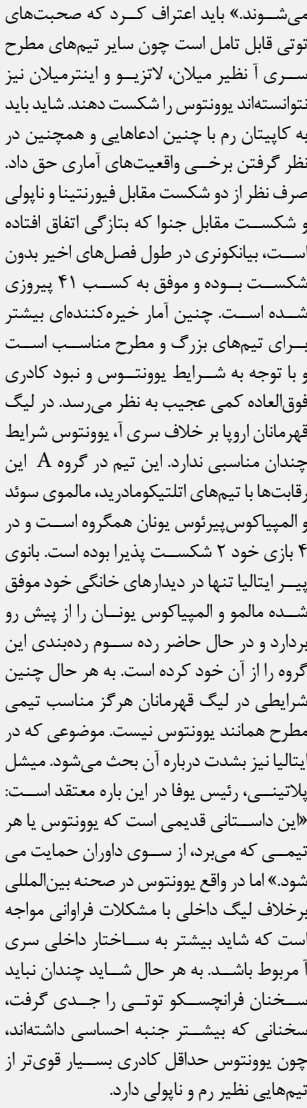 می‌شوند.» باید اعتراف کرد که صحبت‌های
توتی قابل تامل است چون سایر تیم‌های مطرح
سری آ نظیر میلان، لاتزیو و اینترمیلان نیز
نتوانسته‌اند یوونتوس را شکست دهند. شاید باید
به کاپیتان رم با چنین ادعاهایی و همچنین در
نظر گرفتن برخی واقعیت‌های آماری حق داد.
صرف نظر از دو شکست مقابل فیورنتینا و ناپولی
و شکست مقابل جنوا که بتازگی اتفاق افتاده
است، بیانکونری در طول فصل‌های اخیر بدون
شکست بوده و موفق به کسب ۴۱ پیروزی
شده است. چنین آمار خیره‌کننده‌ای بیشتر
برای تیم‌های بزرگ و مطرح مناسب است
و با توجه به شرایط یوونتوس و نبود کادری
فوق‌العاده کمی عجیب به نظر می‌رسد. در لیگ
قهرمانان اروپا بر خلاف سری آ، یوونتوس شرایط
چندان مناسبی ندارد. این تیم در گروه A این
رقابت‌ها با تیم‌های اتلتیکومادرید، مالموی سوئد
و المپیاکوس‌پیرئوس یونان همگروه است و در
۴ بازی خود ۲ شکست پذیرا بوده است. بانوی
پیر ایتالیا تنها در دیدارهای خانگی خود موفق
شده مالمو و المپیاکوس یونان را از پیش رو
بردارد و در حال حاضر رده سوم رده‌بندی این
گروه را از آن خود کرده است. به هر حال چنین
شرایطی در لیگ قهرمانان هرگز مناسب تیمی
مطرح همانند یوونتوس نیست. موضوعی که در
ایتالیا نیز بشدت درباره آن بحث می‌شود. میشل
پلاتینی، رئیس یوفا در این باره معتقد است:
«این داستانی قدیمی است که یوونتوس یا هر
تیمی که می‌برد، از سوی داوران حمایت می
شود.» اما در واقع یوونتوس در صحنه بین‌المللی
برخلاف لیگ داخلی با مشکلات فراوانی مواجه
است که شاید بیشتر به ساختار داخلی سری
آ مربوط باشد. به هر حال شاید چندان نباید
سخنان فرانچسکو توتی را جدی گرفت،
سخنانی که بیشتر جنبه احساسی داشته‌اند،
چون یوونتوس حداقل کادری بسیار قوی‌تر از
تیم‌هایی نظیر رم و ناپولی دارد.